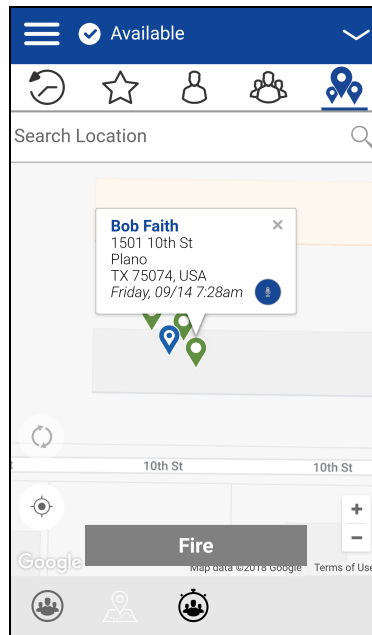 Available
Search Location
Bob Faith
1501 10th St
Plano
TX 75074, USA
Friday, 09/14 7:28am
10th St
10th St
Fire
Google
Map data ©2018 Google
Terms of Use